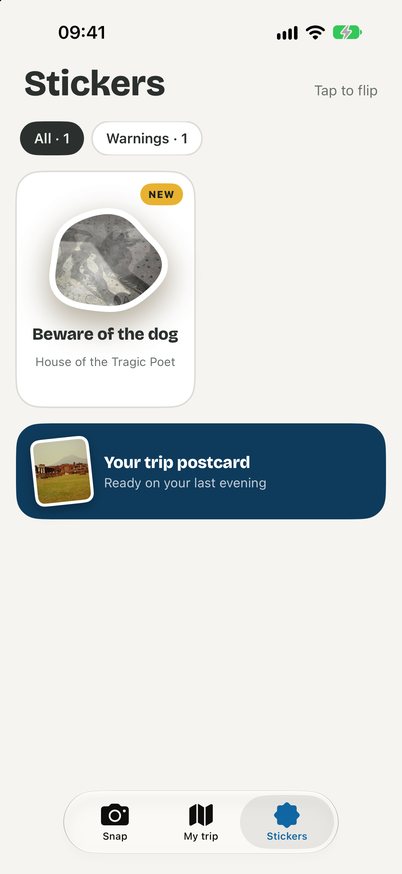 09:41
Stickers
Tap to flip
All · 1
Warnings · 1
NEW
Beware of the dog
House of the Tragic Poet
Your trip postcard
Ready on your last evening
Snap
My trip
Stickers